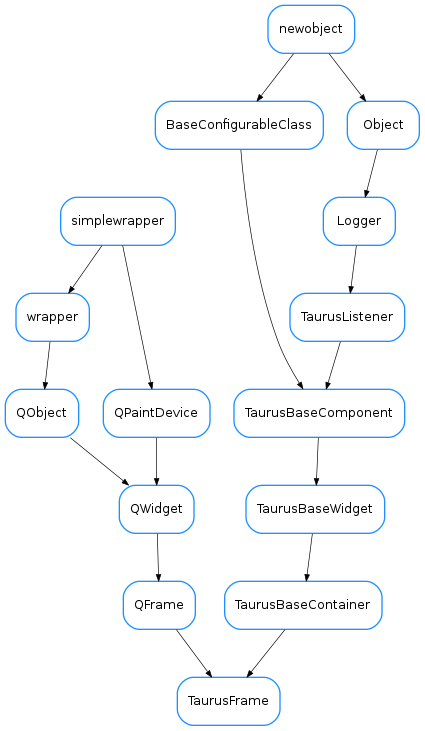 newobject
BaseConfigurableClass
Object
simplewrapper
Logger
wrapper
TaurusListener
QObject
QPaintDevice
TaurusBaseComponent
QWidget
TaurusBaseWidget
QFrame
TaurusBaseContainer
TaurusFrame